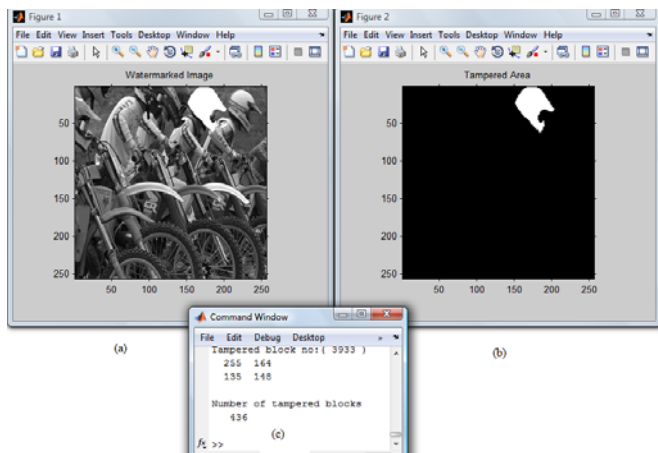 Figure 1
File Edit View Insert Tools Desktop Window Help
Watermarked Image
50
100
150
200
250
50 100 150 200 250
(a)
Figure 2
File Edit View Insert Tools Desktop Window Help
Tampered Area
50
100
150
200
250
50 100 150 200 250
(b)
Command Window
File Edit Debug Desktop
Tampered block no:( 3933 )
255 164
135 148
Number of tampered blocks
436
(c)
fx >>